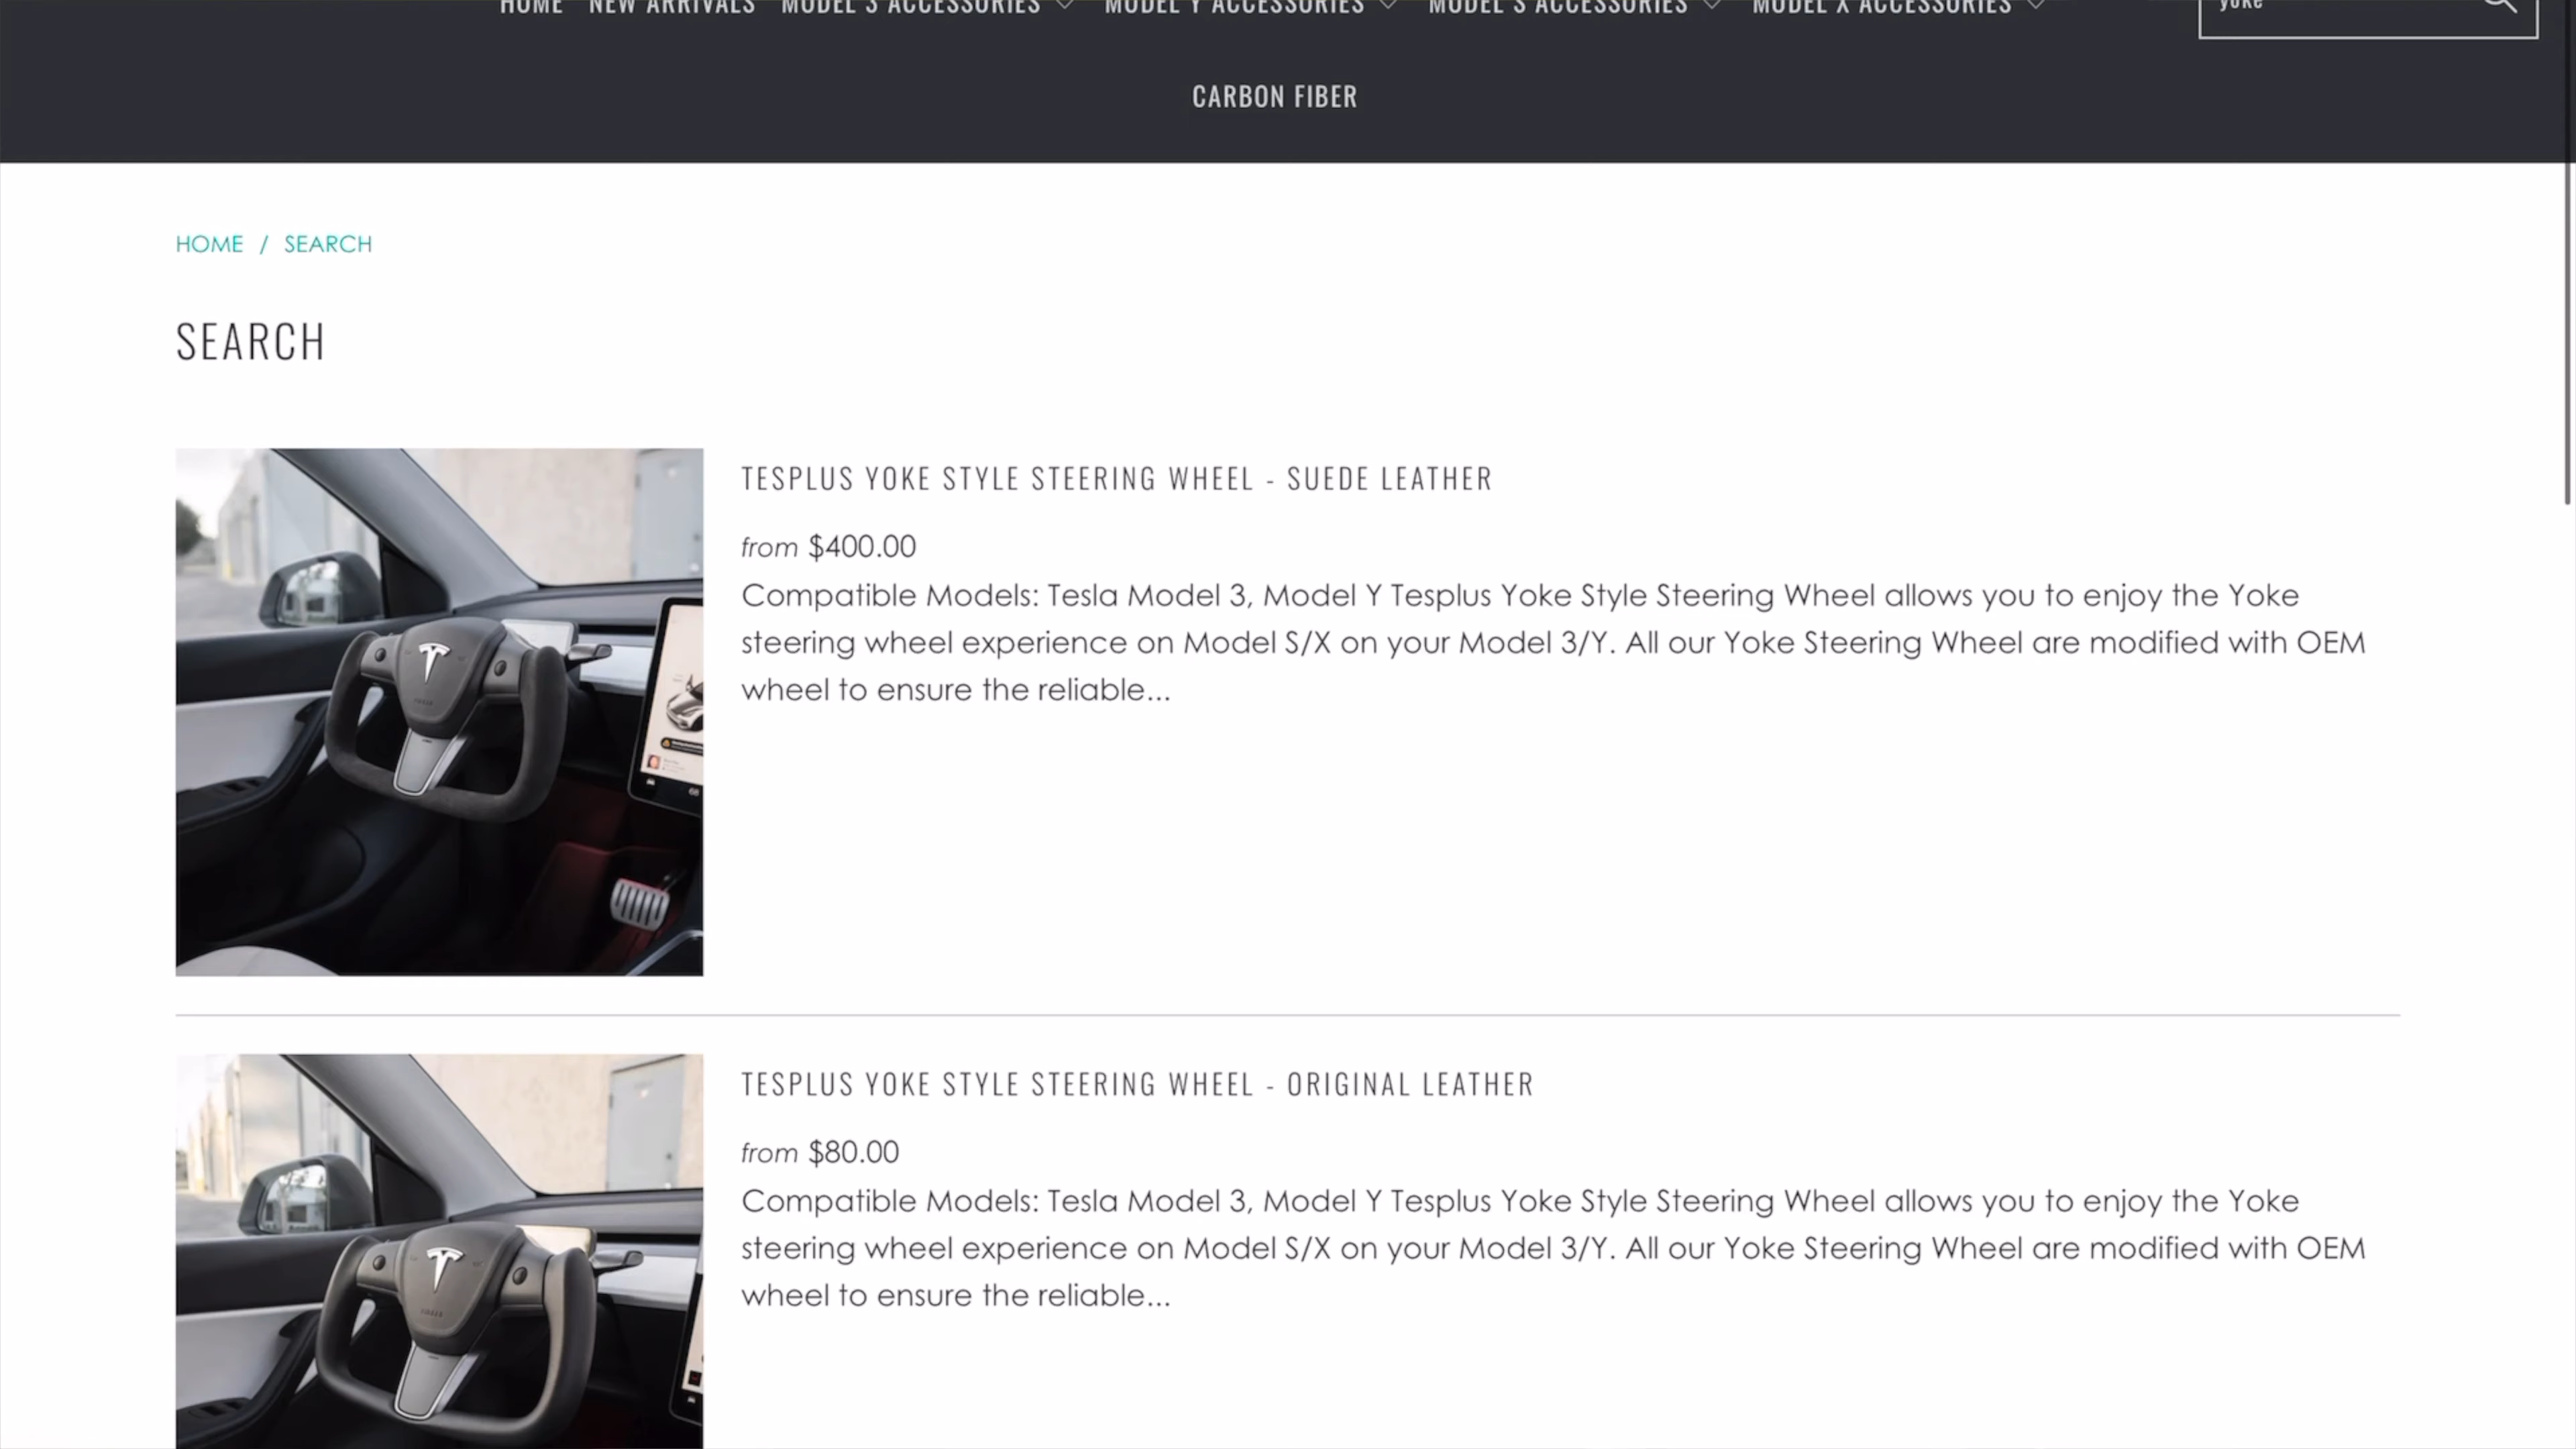 HOME NEW ARRIVALS MODEL 3 ACCESSORIES MODEL Y ACCESSORIES MODEL S ACCESSORIES MODEL X ACCESSORIES yoke
CARBON FIBER
HOME / SEARCH
SEARCH
TESPLUS YOKE STYLE STEERING WHEEL - SUEDE LEATHER
from $400.00
Compatible Models: Tesla Model 3, Model Y Tesplus Yoke Style Steering Wheel allows you to enjoy the Yoke
steering wheel experience on Model S/X on your Model 3/Y. All our Yoke Steering Wheel are modified with OEM
wheel to ensure the reliable...
TESPLUS YOKE STYLE STEERING WHEEL - ORIGINAL LEATHER
from $80.00
Compatible Models: Tesla Model 3, Model Y Tesplus Yoke Style Steering Wheel allows you to enjoy the Yoke
steering wheel experience on Model S/X on your Model 3/Y. All our Yoke Steering Wheel are modified with OEM
wheel to ensure the reliable...